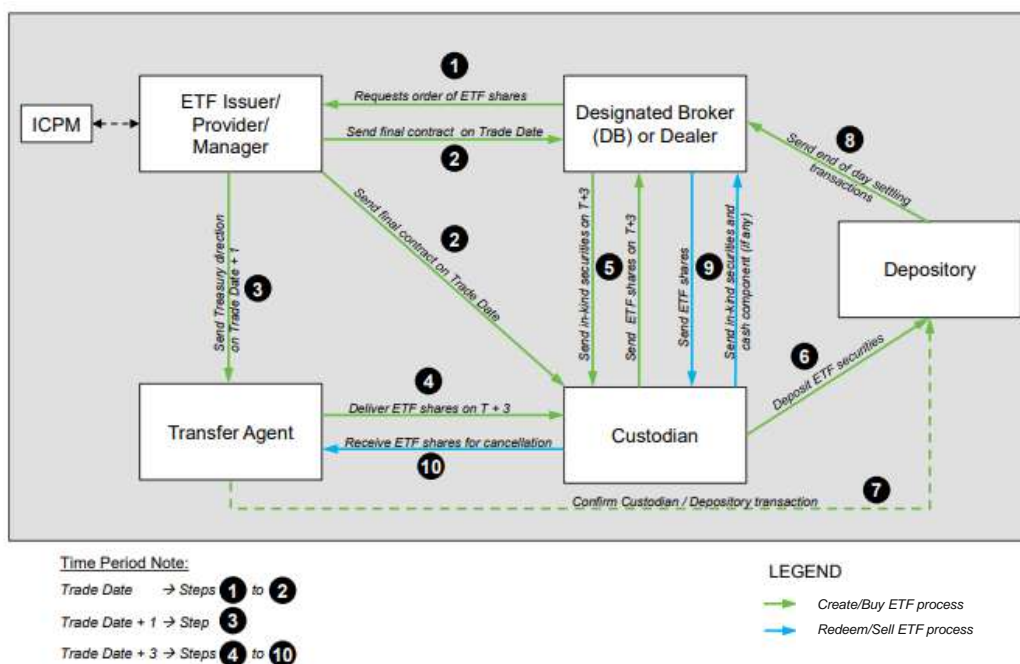 1
Requests order of ETF shares
ETF Issuer/
Provider/
Manager
ICPM
Send final contract on Trade Date
2
Designated Broker
(DB) or Dealer
8
Send end of day settling
transactions
Send final contract on Trade Date
2
Send Treasury direction
on Trade Date + 1
3
Send in-kind securities on T+3
5
Send ETF shares on T+3
Send ETF shares
9
Send in-kind securities and
cash component (if any)
Depository
6
Deposit ETF securities
4
Deliver ETF shares on T + 3
Transfer Agent
Custodian
Receive ETF shares for cancellation
10
Confirm Custodian / Depository transaction
7
Time Period Note:
Trade Date → Steps 1 to 2
Trade Date + 1 → Step 3
Trade Date + 3 → Steps 4 to 10
LEGEND
Create/Buy ETF process
Redeem/Sell ETF process